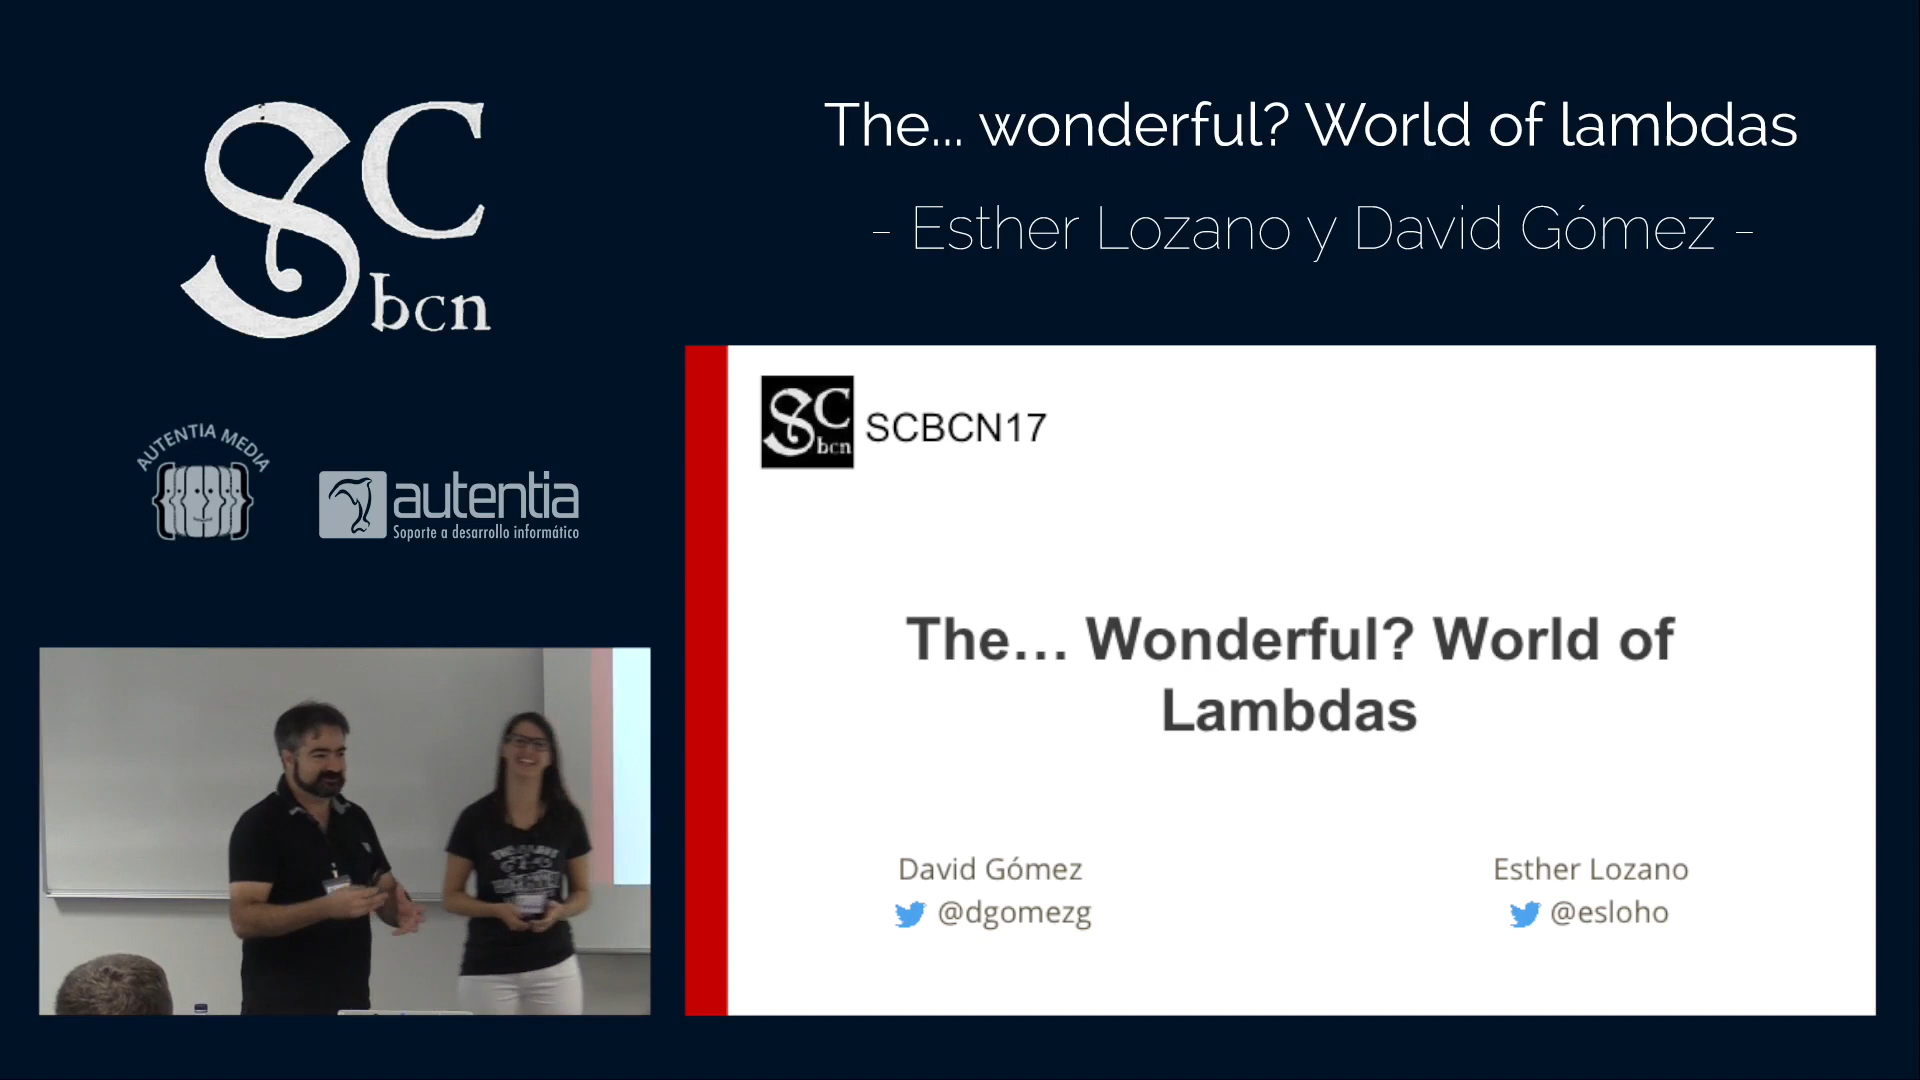 SC
bcn
The... wonderful? World of lambdas
- Esther Lozano y David Gómez -
AUTENTIA MEDIA
autentia
Soporte a desarrollo informático
SC
bcn
SCBCN17
The... Wonderful? World of
Lambdas
David Gómez
@dgomezg
Esther Lozano
@esloho